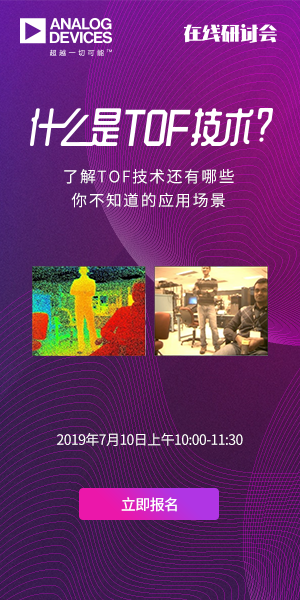 ANALOG
DEVICES
超越一切可能™
在线研讨会
什么是TOF技术?
了解TOF技术还有哪些
你不知道的应用场景
2019年7月10日上午10:00-11:30
立即报名